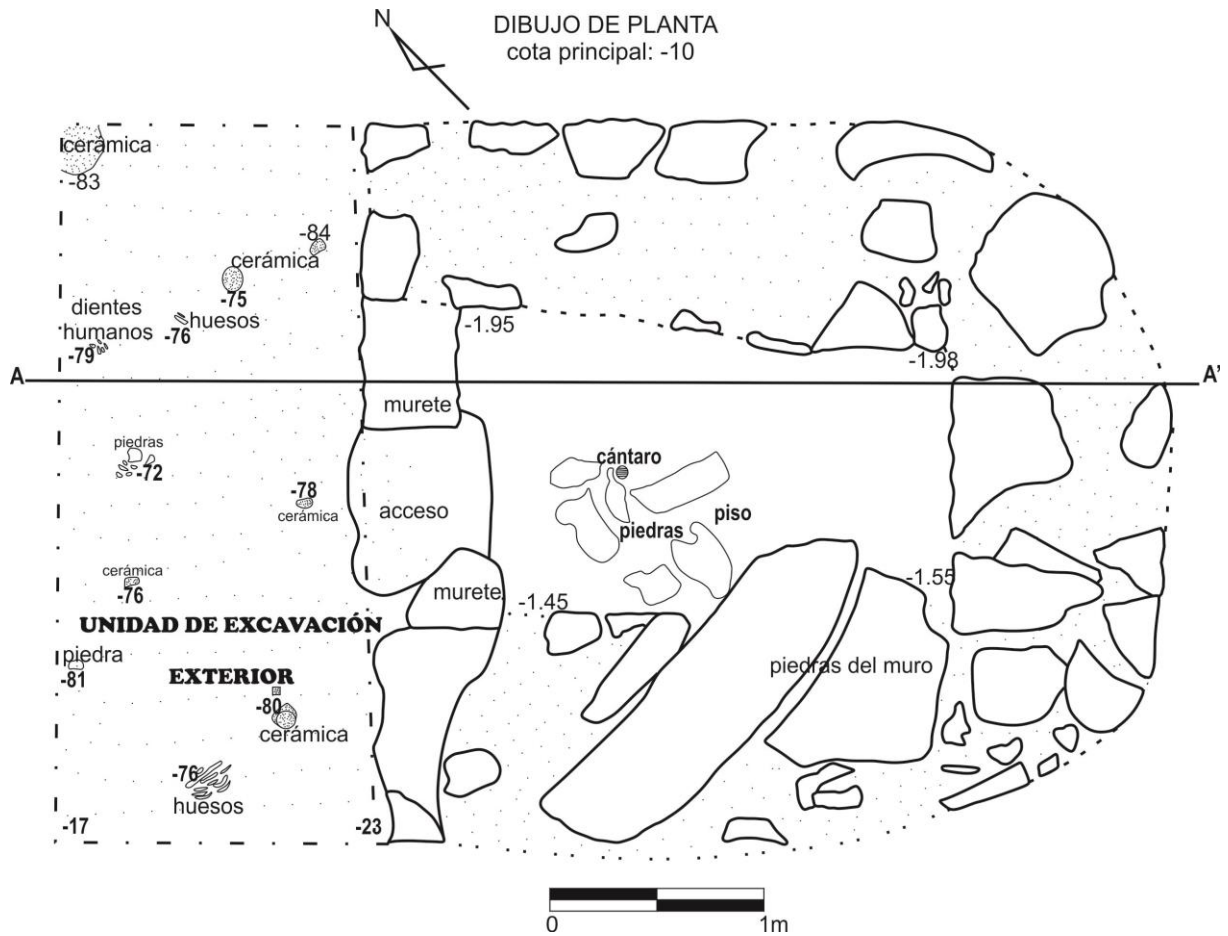 N
DIBUJO DE PLANTA
cota principal: -10
cerámica
-83
-84
cerámica
-75
dientes
humanos
-79
huesos
-76
-1.95
-1.98
A
A'
murete
piedras
-72
-78
cerámica
acceso
cántaro
piedras
piso
cerámica
-76
murete
-1.45
-1.55
UNIDAD DE EXCAVACIÓN
EXTERIOR
piedra
-81
piedras del muro
-80
cerámica
-76
huesos
-17
-23
0
1m